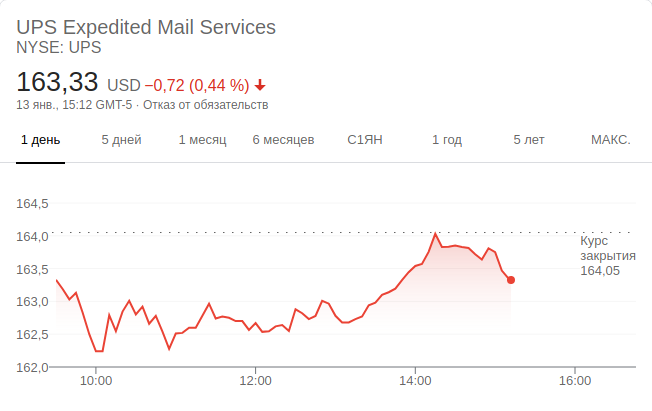 UPS Expedited Mail Services
NYSE: UPS
163,33 USD −0,72 (0,44 %)
13 янв., 15:12 GMT-5 · Отказ от обязательств
1 день 5 дней 1 месяц 6 месяцев С1ЯН 1 год 5 лет МАКС.
164,5
164,0
163,5
163,0
162,5
162,0
Курс
закрытия
164,05
10:00 12:00 14:00 16:00